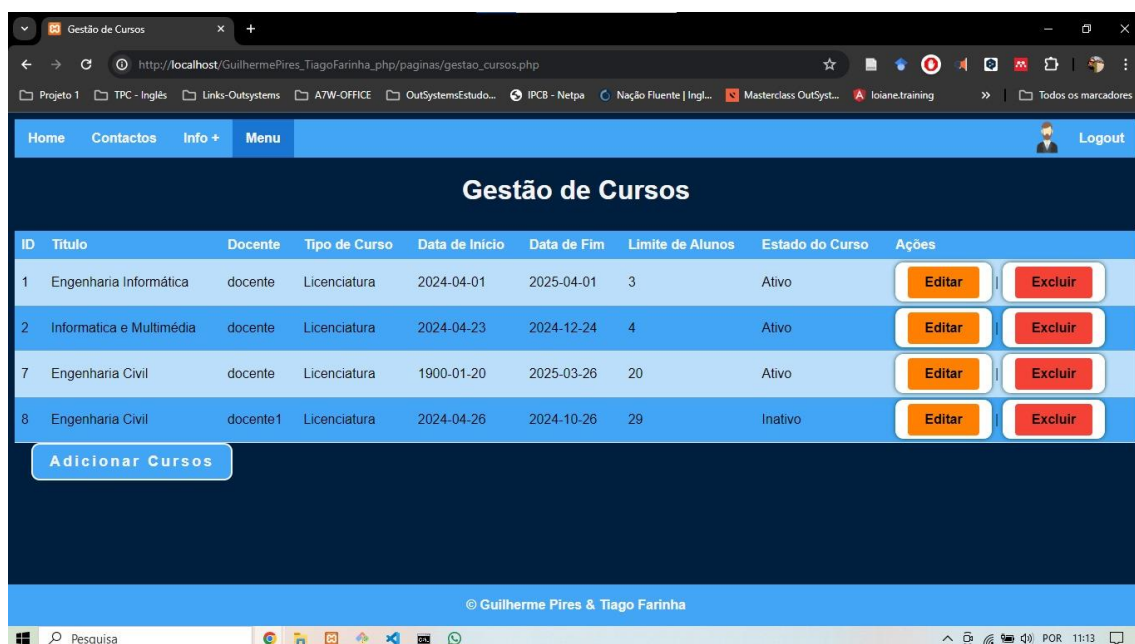 Gestão de Cursos
http://localhost/GuilhermePires_TiagoFarinha_php/paginas/gestao_cursos.php
Projeto 1 TPC - Inglês Links-Outsystems A7W-OFFICE OutSystemsEstudo... IPCB - Netpa Nação Fluente | Ingl... Masterclass OutSyst... loiane.training » Todos os marcadores
Home Contactos Info + Menu Logout
Gestão de Cursos
ID Título Docente Tipo de Curso Data de Início Data de Fim Limite de Alunos Estado do Curso Ações
1 Engenharia Informática docente Licenciatura 2024-04-01 2025-04-01 3 Ativo Editar | Excluir
2 Informatica e Multimédia docente Licenciatura 2024-04-23 2024-12-24 4 Ativo Editar | Excluir
7 Engenharia Civil docente Licenciatura 1900-01-20 2025-03-26 20 Ativo Editar | Excluir
8 Engenharia Civil docente1 Licenciatura 2024-04-26 2024-10-26 29 Inativo Editar | Excluir
Adicionar Cursos
© Guilherme Pires & Tiago Farinha
Pesquisa POR 11:13